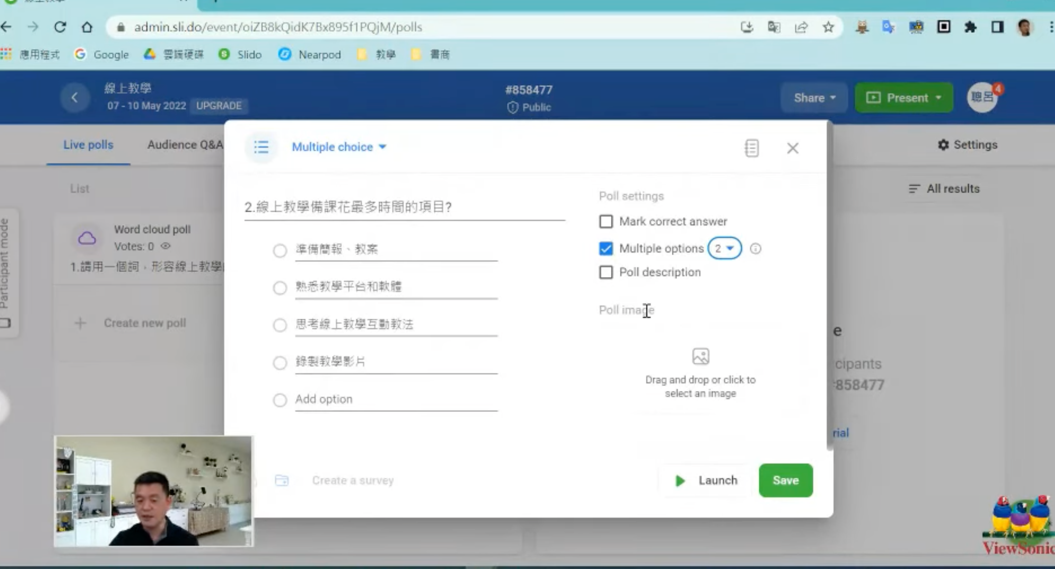 線上教學
admin.sli.do/event/oiZB8kQidK7Bx895f1PQjM/polls
應用程式 Google 雲端硬碟 Slido Nearpod 教學 書商
線上教學
07 - 10 May 2022 UPGRADE
#858477
Public
Share
Present
聰呂
4
Live polls
Audience Q&A
Settings
List
All results
Participant mode
Word cloud poll
Votes: 0
1.請用一個詞，形容線上教學
Create new poll
Multiple choice
2.線上教學備課花最多時間的項目?
準備簡報、教案
熟悉教學平台和軟體
思考線上教學互動教法
錄製教學影片
Add option
Poll settings
Mark correct answer
Multiple options 2
Poll description
Poll image
Drag and drop or click to
select an image
Create a survey
Launch
Save
e
cipants
858477
rial
ViewSonic